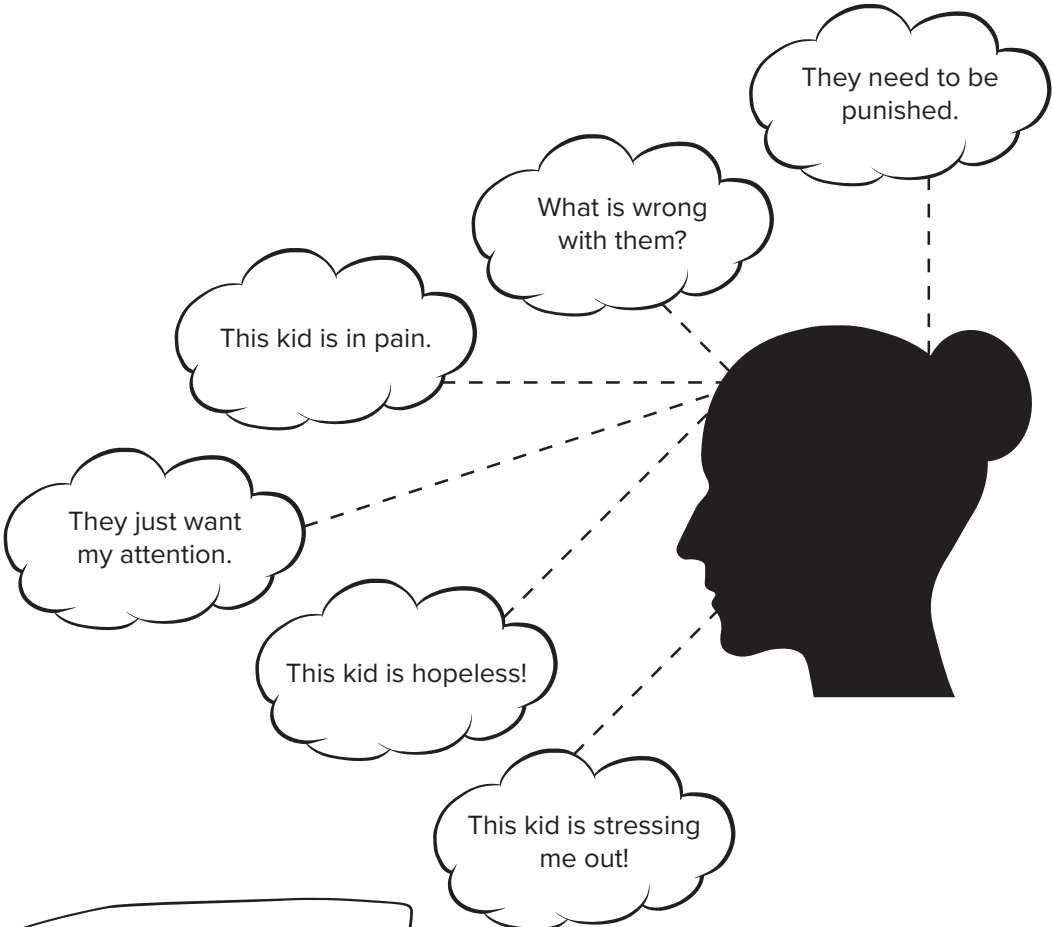 They need to be
punished.
What is wrong
with them?
This kid is in pain.
They just want
my attention.
This kid is hopeless!
This kid is stressing
me out!